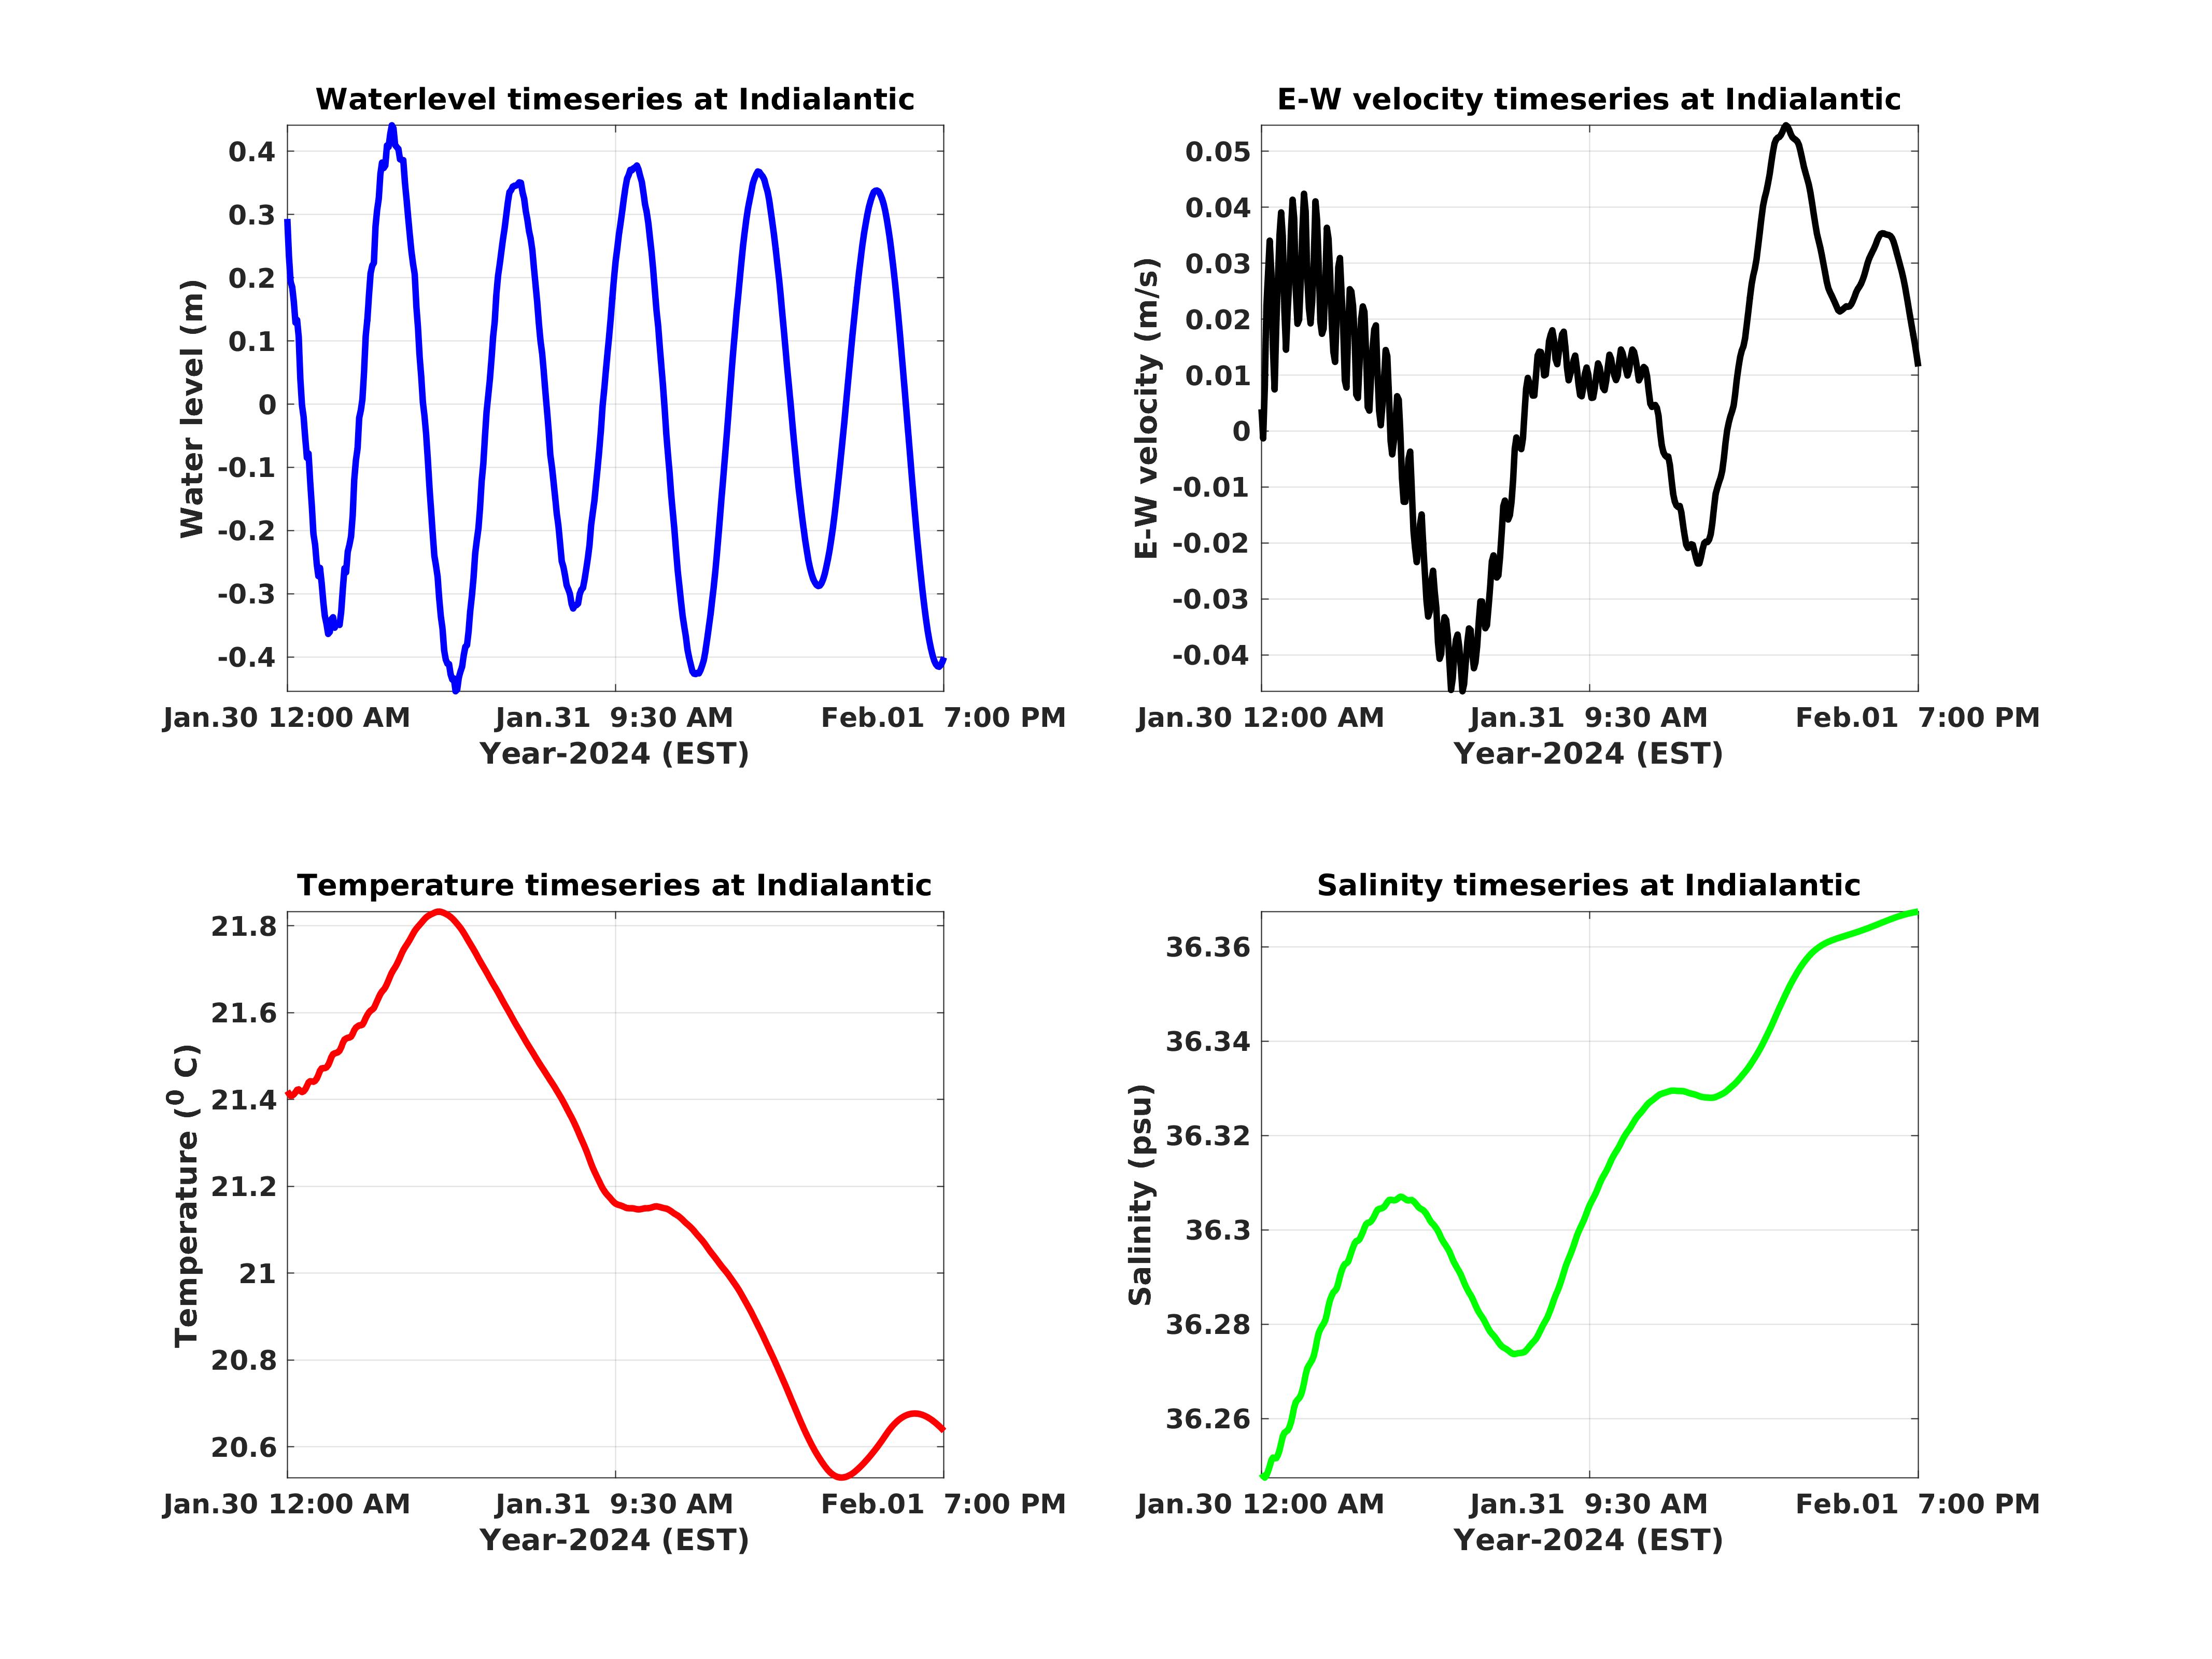 Waterlevel timeseries at Indialantic
0.4
0.3
0.2
0.1
0
-0.1
-0.2
-0.3
-0.4
Water level (m)
Jan.30 12:00 AM
Jan.31  9:30 AM
Feb.01  7:00 PM
Year-2024 (EST)
E-W velocity timeseries at Indialantic
0.05
0.04
0.03
0.02
0.01
0
-0.01
-0.02
-0.03
-0.04
E-W velocity (m/s)
Jan.30 12:00 AM
Jan.31  9:30 AM
Feb.01  7:00 PM
Year-2024 (EST)
Temperature timeseries at Indialantic
21.8
21.6
21.4
21.2
21
20.8
20.6
Temperature (⁰ C)
Jan.30 12:00 AM
Jan.31  9:30 AM
Feb.01  7:00 PM
Year-2024 (EST)
Salinity timeseries at Indialantic
36.36
36.34
36.32
36.3
36.28
36.26
Salinity (psu)
Jan.30 12:00 AM
Jan.31  9:30 AM
Feb.01  7:00 PM
Year-2024 (EST)